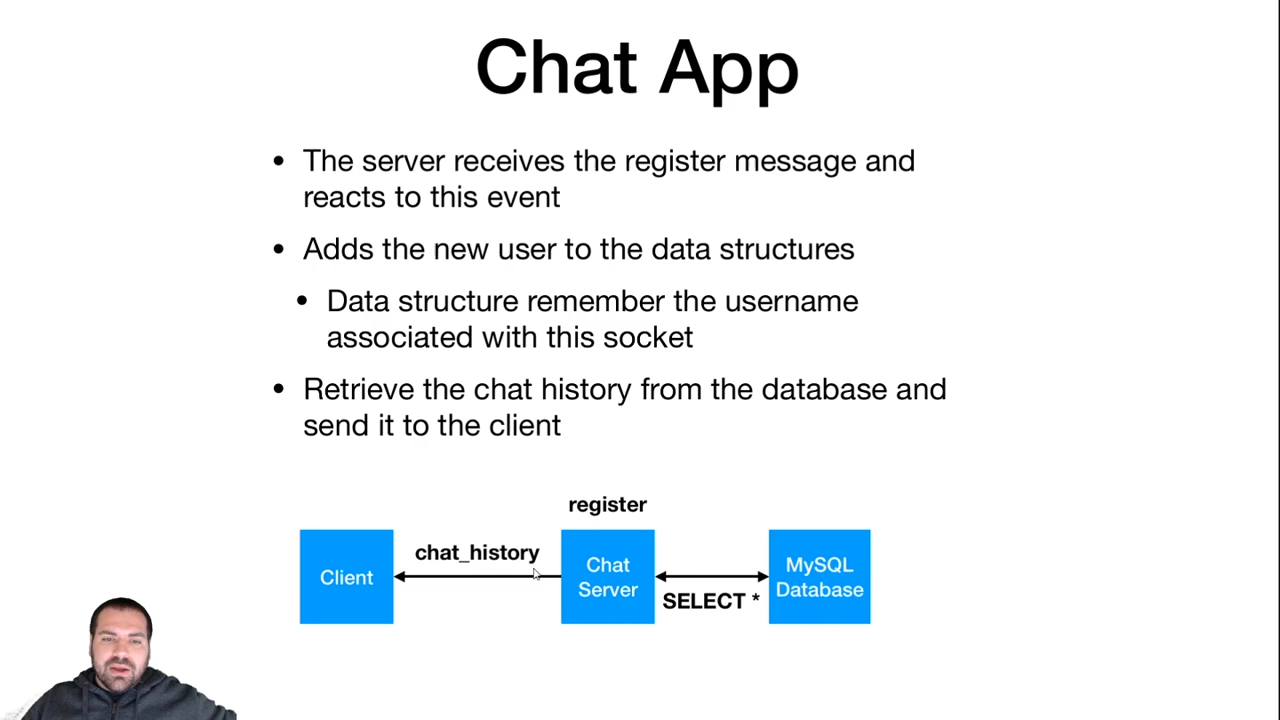 Chat App
• The server receives the register message and
reacts to this event
• Adds the new user to the data structures
• Data structure remember the username
associated with this socket
• Retrieve the chat history from the database and
send it to the client
register
chat_history
Client
Chat
Server
SELECT *
MySQL
Database